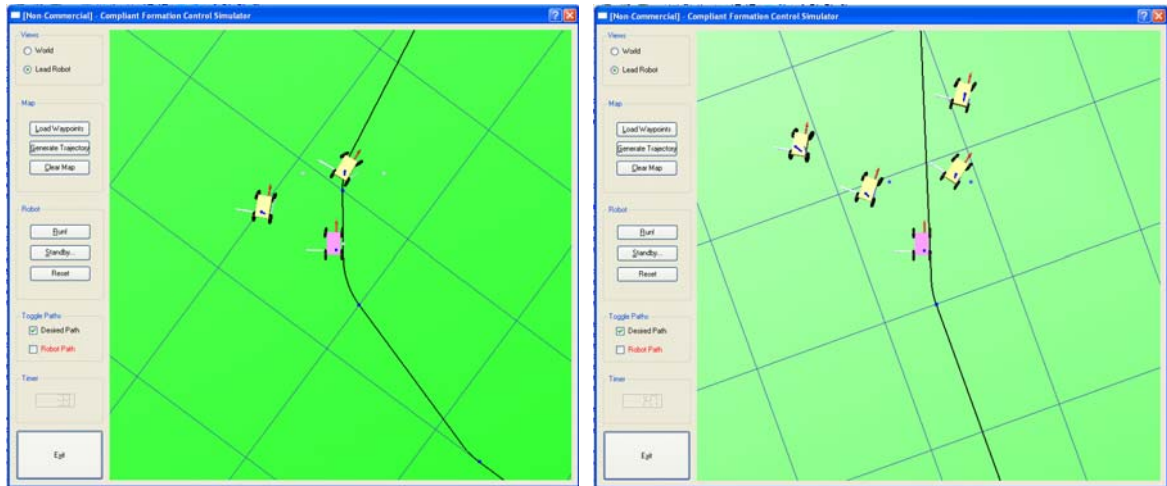 [Non-Commercial] - Compliant Formation Control Simulator
Views
World
Lead Robot
Map
Load Waypoints
Generate Trajectory
Clear Map
Robot
Run!
Standby...
Reset
Toggle Paths
Desired Path
Robot Path
Timer
Exit
[Non-Commercial] - Compliant Formation Control Simulator
Views
World
Lead Robot
Map
Load Waypoints
Generate Trajectory
Clear Map
Robot
Run!
Standby...
Reset
Toggle Paths
Desired Path
Robot Path
Timer
Exit